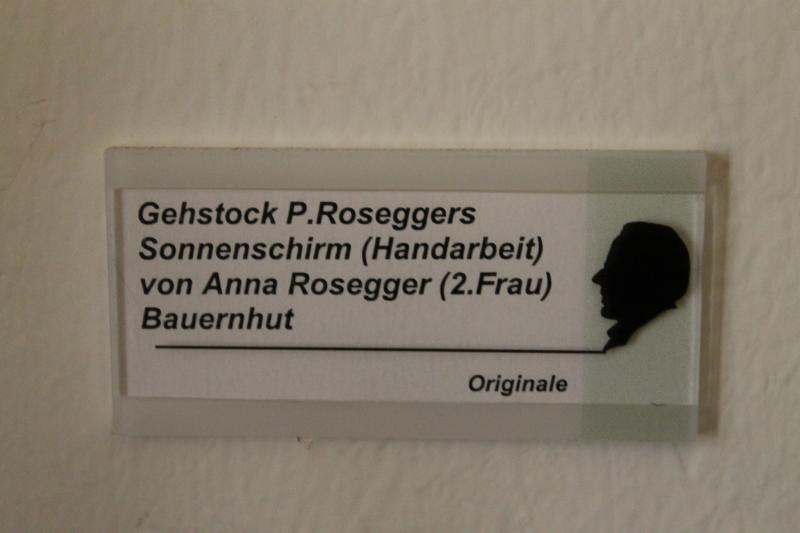 Gehstock P.Roseggers
Sonnenschirm (Handarbeit)
von Anna Rosegger (2.Frau)
Bauernhut
Originale